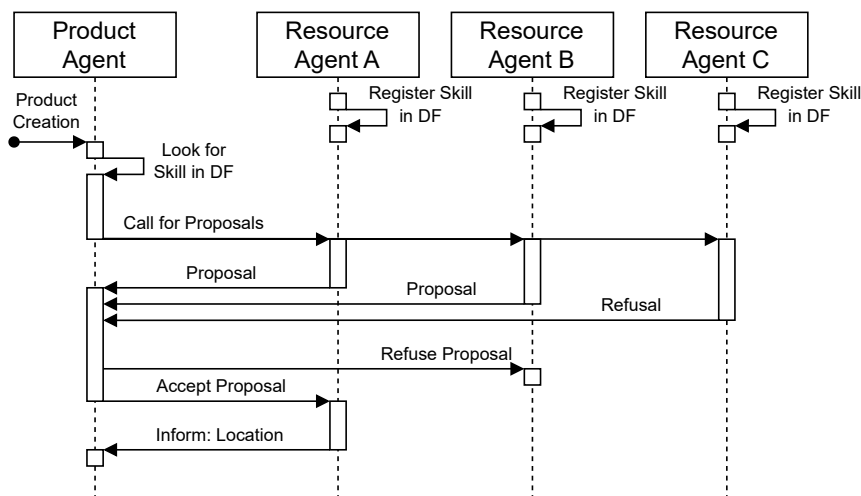 Product
Agent
Resource
Agent A
Resource
Agent B
Resource
Agent C
Register Skill
in DF
Register Skill
in DF
Register Skill
in DF
Product
Creation
Look for
Skill in DF
Call for Proposals
Proposal
Proposal
Refusal
Refuse Proposal
Accept Proposal
Inform: Location